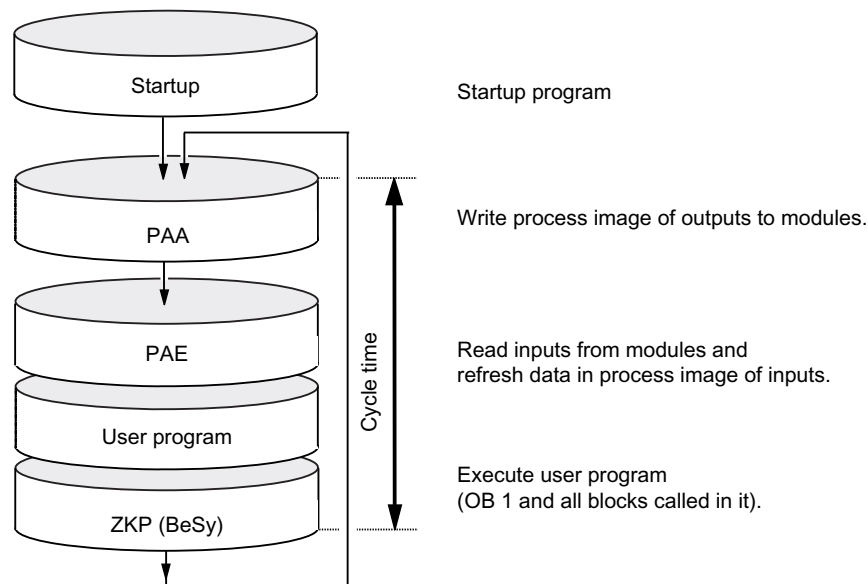 Startup
Startup program
PAA
Write process image of outputs to modules.
PAE
Read inputs from modules and
refresh data in process image of inputs.
Cycle time
User program
Execute user program
(OB 1 and all blocks called in it).
ZKP (BeSy)